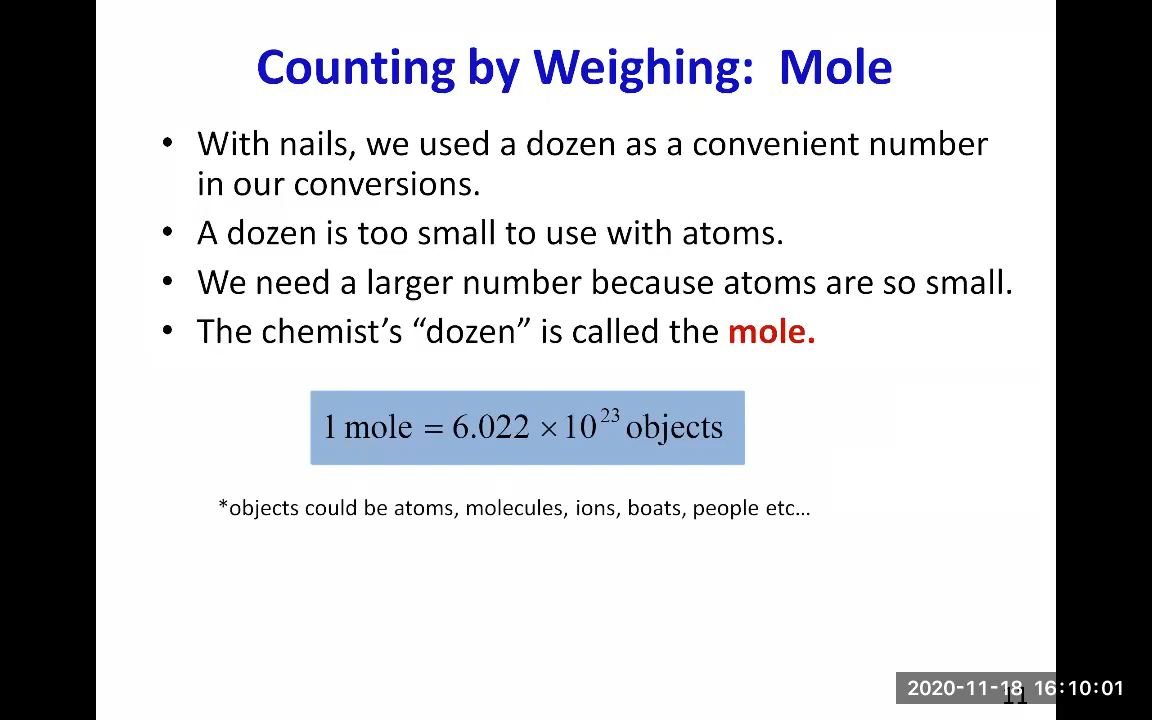 Counting by Weighing: Mole
• With nails, we used a dozen as a convenient number
in our conversions.
• A dozen is too small to use with atoms.
• We need a larger number because atoms are so small.
• The chemist’s “dozen” is called the mole.
1 mole = 6.022 × 10²³ objects
*objects could be atoms, molecules, ions, boats, people etc…
2020-11-18 16:10:01
11